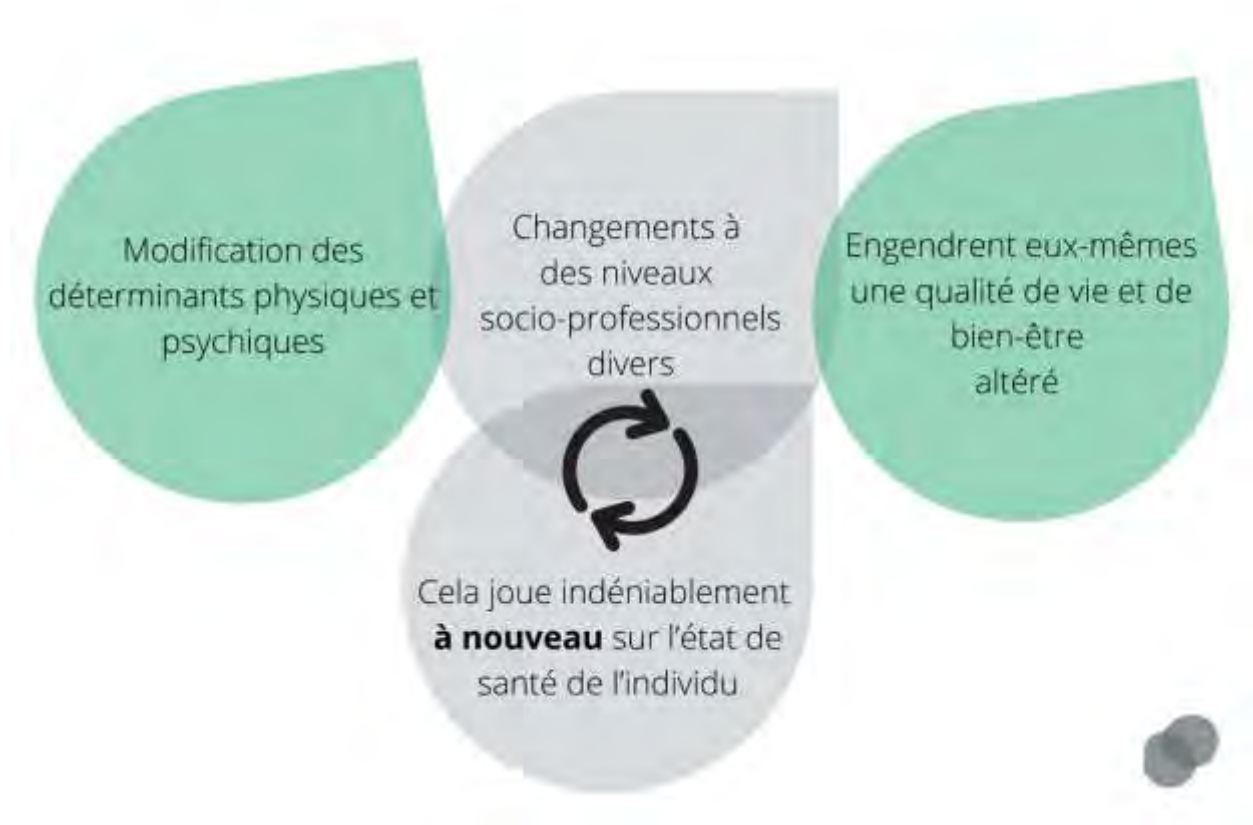 Modification des
déterminants physiques et
psychiques
Changements à
des niveaux
socio-professionnels
divers
Engendrent eux-mêmes
une qualité de vie et de
bien-être
altéré
Cela joue indéniablement
à nouveau sur l'état de
santé de l'individu